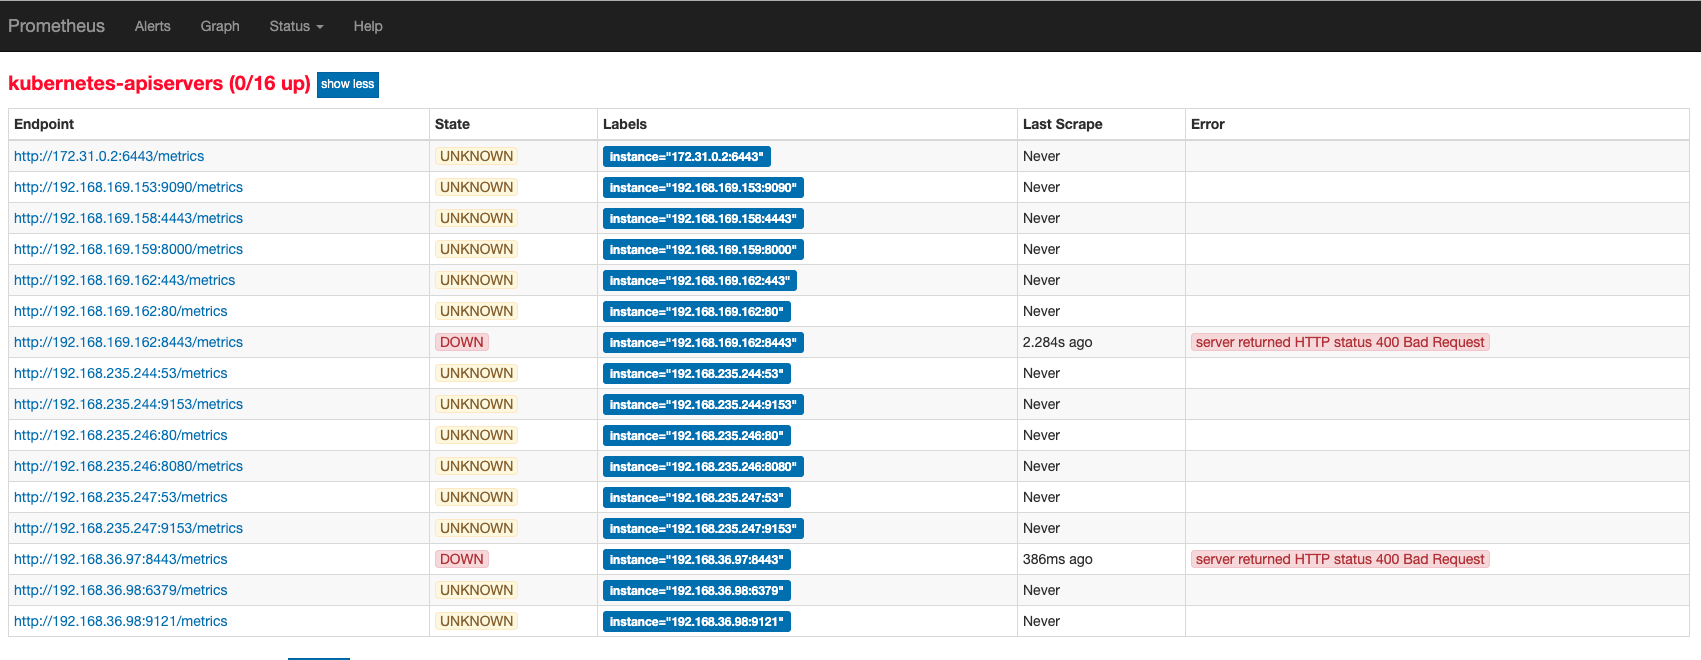 Prometheus Alerts Graph Status Help
kubernetes-apiservers (0/16 up) show less
Endpoint State Labels Last Scrape Error
http://172.31.0.2:6443/metrics UNKNOWN instance="172.31.0.2:6443" Never
http://192.168.169.153:9090/metrics UNKNOWN instance="192.168.169.153:9090" Never
http://192.168.169.158:4443/metrics UNKNOWN instance="192.168.169.158:4443" Never
http://192.168.169.159:8000/metrics UNKNOWN instance="192.168.169.159:8000" Never
http://192.168.169.162:443/metrics UNKNOWN instance="192.168.169.162:443" Never
http://192.168.169.162:80/metrics UNKNOWN instance="192.168.169.162:80" Never
http://192.168.169.162:8443/metrics DOWN instance="192.168.169.162:8443" 2.284s ago server returned HTTP status 400 Bad Request
http://192.168.235.244:53/metrics UNKNOWN instance="192.168.235.244:53" Never
http://192.168.235.244:9153/metrics UNKNOWN instance="192.168.235.244:9153" Never
http://192.168.235.246:80/metrics UNKNOWN instance="192.168.235.246:80" Never
http://192.168.235.246:8080/metrics UNKNOWN instance="192.168.235.246:8080" Never
http://192.168.235.247:53/metrics UNKNOWN instance="192.168.235.247:53" Never
http://192.168.235.247:9153/metrics UNKNOWN instance="192.168.235.247:9153" Never
http://192.168.36.97:8443/metrics DOWN instance="192.168.36.97:8443" 386ms ago server returned HTTP status 400 Bad Request
http://192.168.36.98:6379/metrics UNKNOWN instance="192.168.36.98:6379" Never
http://192.168.36.98:9121/metrics UNKNOWN instance="192.168.36.98:9121" Never